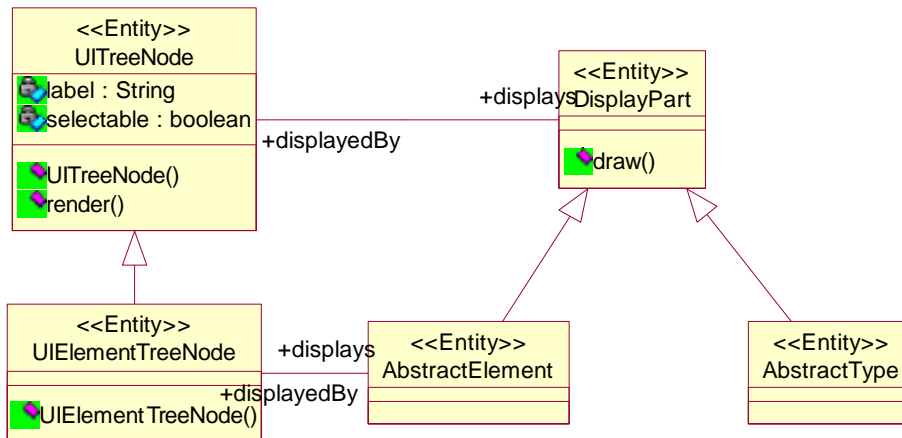 <<Entity>>
UITreeNode
label : String
selectable : boolean
UITreeNode()
render()
+displayedBy
+displays
<<Entity>>
DisplayPart
draw()
<<Entity>>
UIElementTreeNode
UIElementTreeNode()
+displays
+displayedBy
<<Entity>>
AbstractElement
<<Entity>>
AbstractType